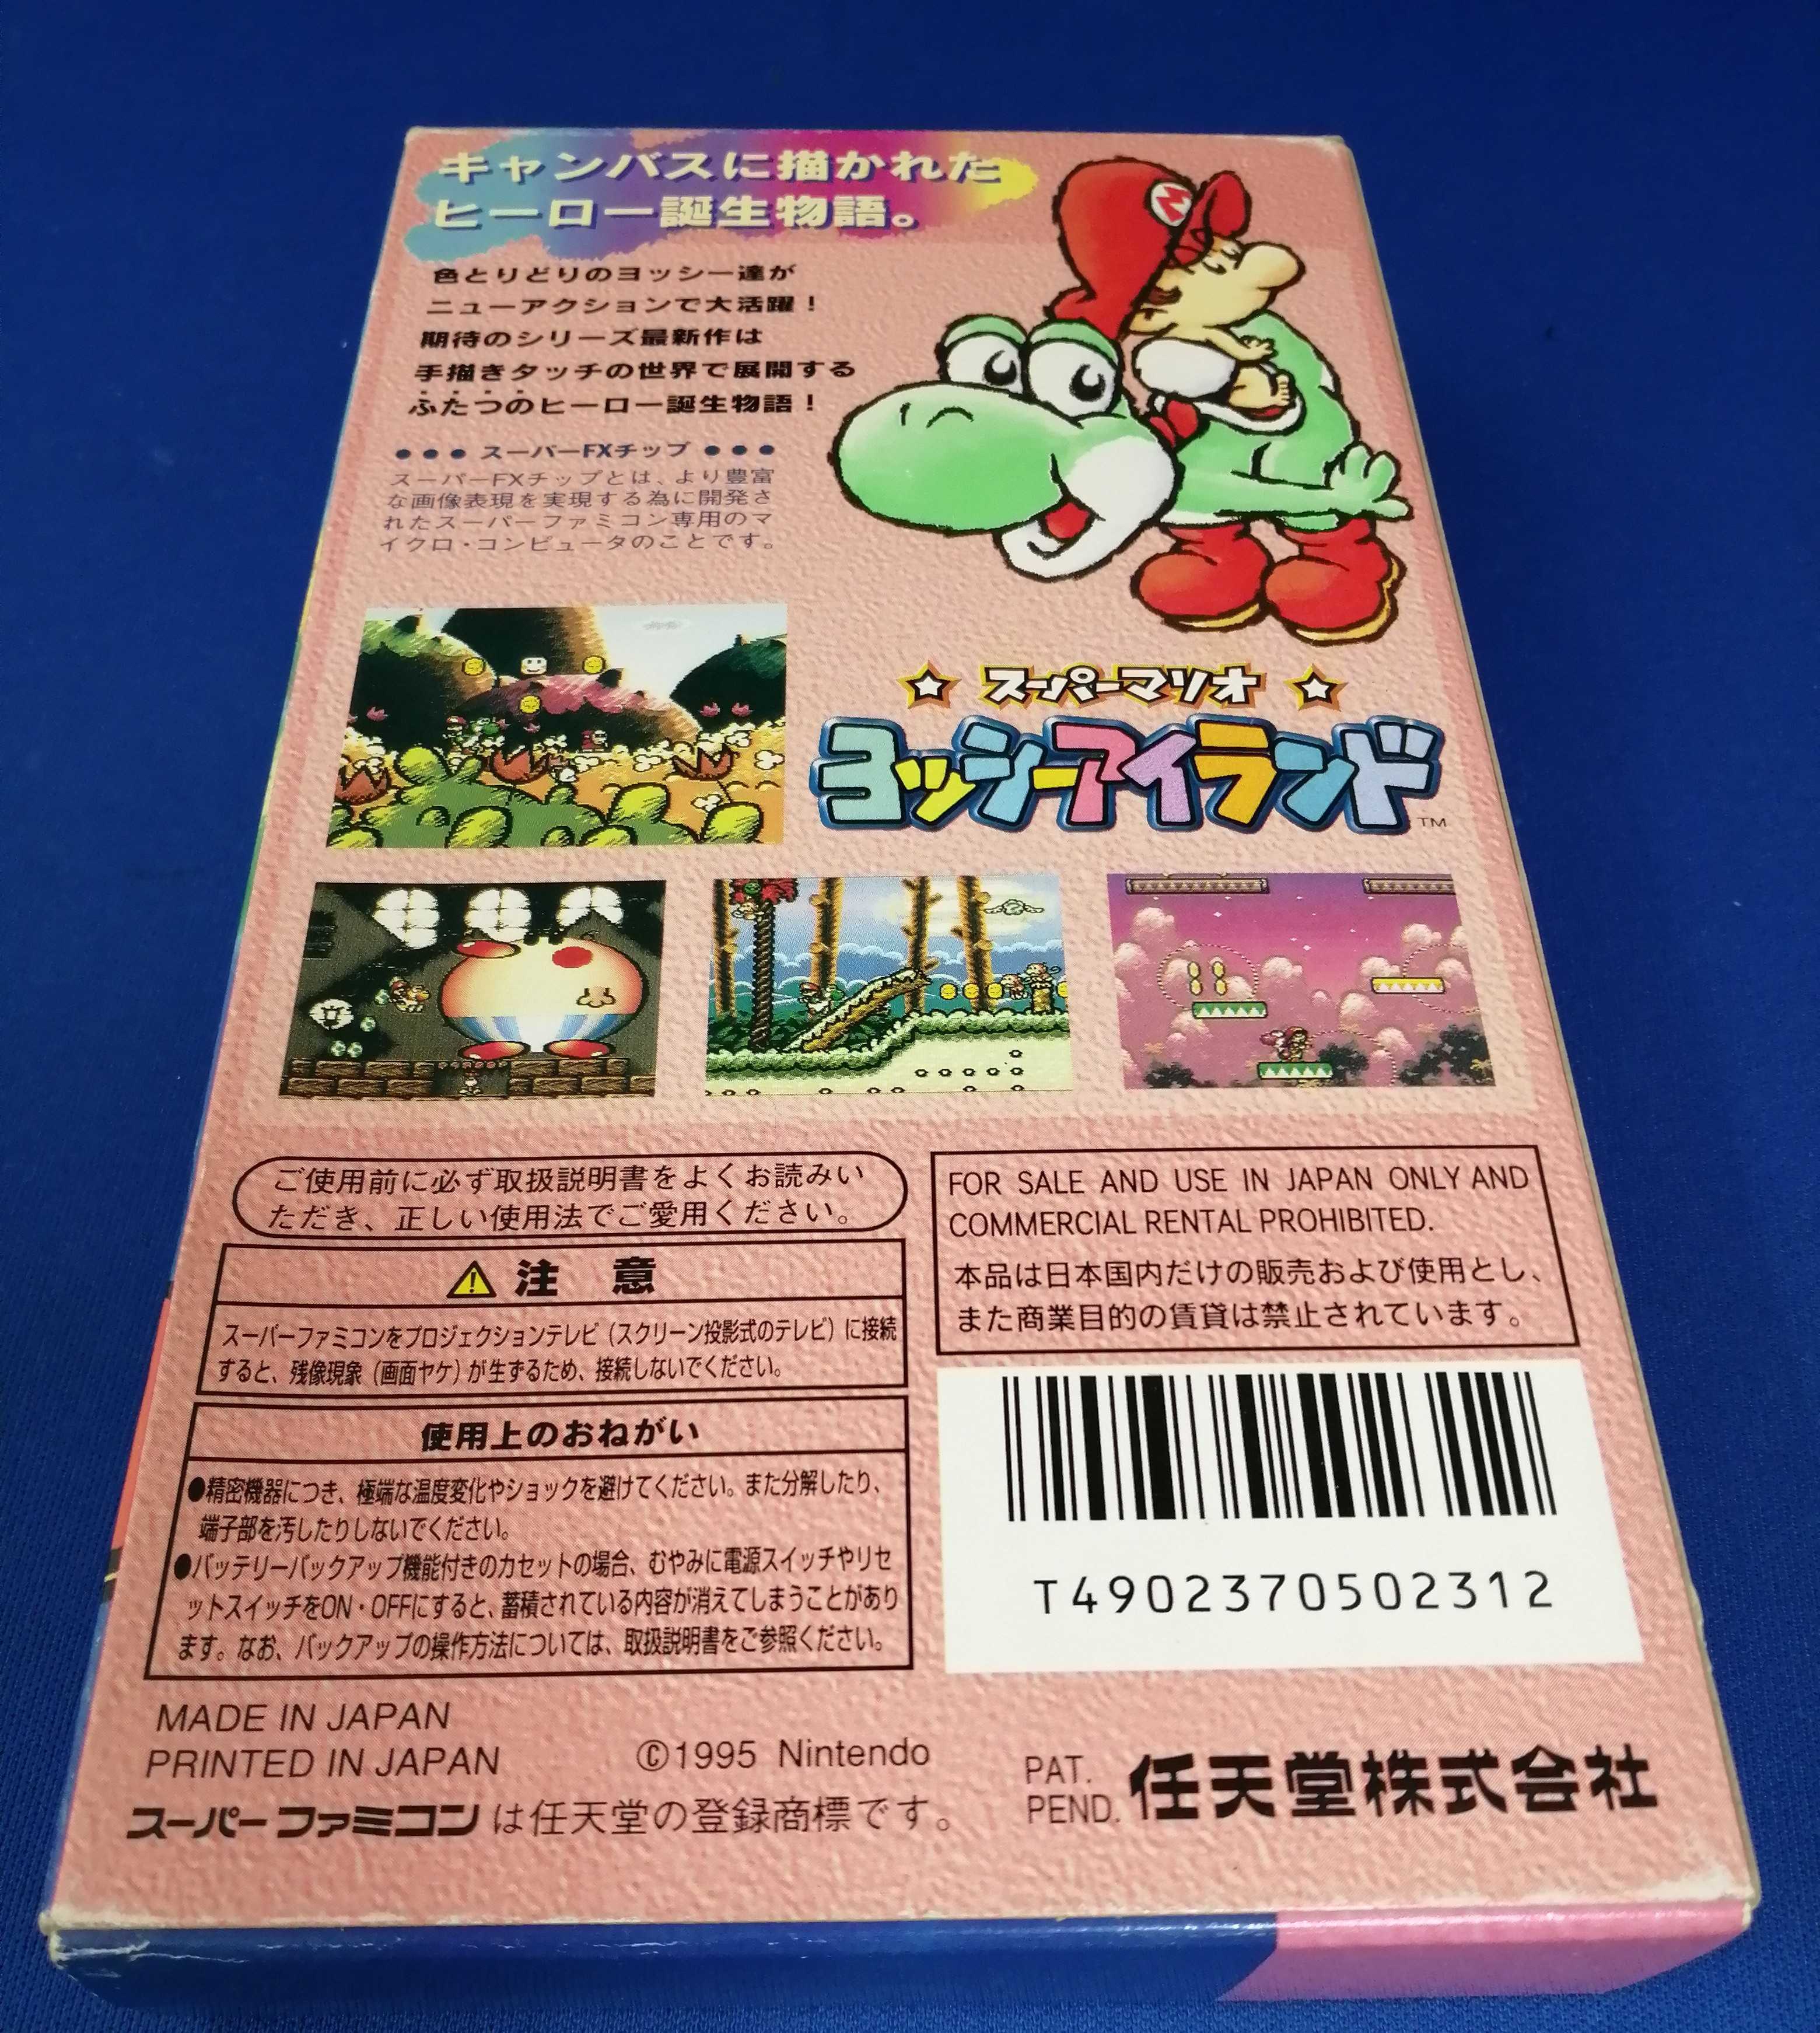 キャンバスに描かれた
ヒーロー誕生物語。
色とりどりのヨッシー達が
ニューアクションで大活躍！
期待のシリーズ最新作は
手描きタッチの世界で展開する
ふたつのヒーロー誕生物語！
●●● スーパーFXチップ ●●●
スーパーFXチップとは、より豊富
な画像表現を実現する為に開発さ
れたスーパーファミコン専用のマ
イクロ・コンピュータのことです。
スーパーマリオ
ヨッシーアイランド™
ご使用前に必ず取扱説明書をよくお読みい
ただき、正しい使用法でご愛用ください。
注 意
スーパーファミコンをプロジェクションテレビ（スクリーン投影式のテレビ）に接続
すると、残像現象（画面ヤケ）が生ずるため、接続しないでください。
使用上のおねがい
●精密機器につき、極端な温度変化やショックを避けてください。また分解したり、
端子部を汚したりしないでください。
●バッテリーバックアップ機能付きのカセットの場合、むやみに電源スイッチやリセ
ットスイッチをON・OFFにすると、蓄積されている内容が消えてしまうことがあり
ます。なお、バックアップの操作方法については、取扱説明書をご参照ください。
FOR SALE AND USE IN JAPAN ONLY AND
COMMERCIAL RENTAL PROHIBITED.
本品は日本国内だけの販売および使用とし、
また商業目的の賃貸は禁止されています。
T4902370502312
MADE IN JAPAN
PRINTED IN JAPAN
©1995 Nintendo
スーパーファミコンは任天堂の登録商標です。
PAT.
PEND.
任天堂株式会社